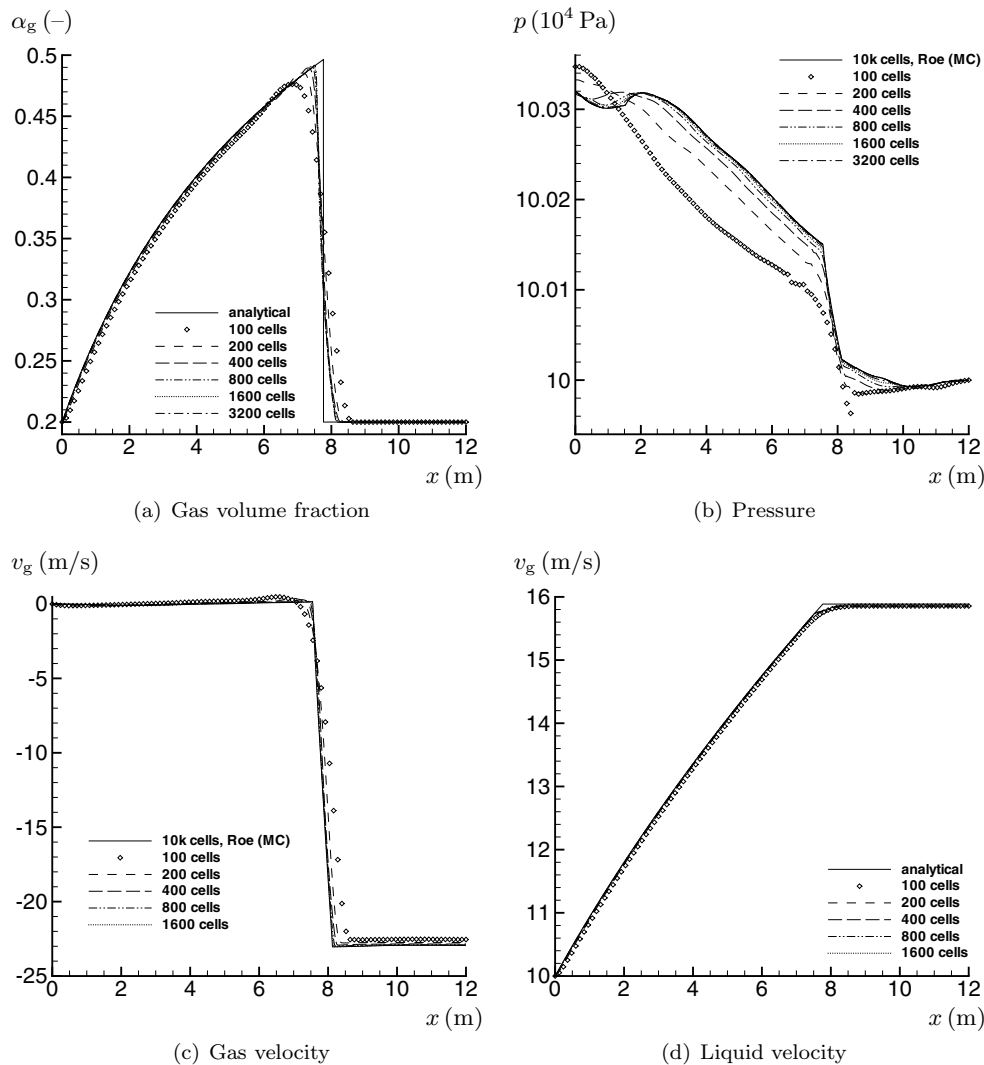 αg (–)
0.5
0.45
0.4
0.35
0.3
0.25
0.2
0 2 4 6 8 10 12
x (m)
analytical
100 cells
200 cells
400 cells
800 cells
1600 cells
3200 cells
(a) Gas volume fraction
p (10⁴ Pa)
10.03
10.02
10.01
10
0 2 4 6 8 10 12
x (m)
10k cells, Roe (MC)
100 cells
200 cells
400 cells
800 cells
1600 cells
3200 cells
(b) Pressure
vg (m/s)
0
-5
-10
-15
-20
-25
0 2 4 6 8 10 12
x (m)
10k cells, Roe (MC)
100 cells
200 cells
400 cells
800 cells
1600 cells
(c) Gas velocity
vg (m/s)
16
15
14
13
12
11
10
0 2 4 6 8 10 12
x (m)
analytical
100 cells
200 cells
400 cells
800 cells
1600 cells
(d) Liquid velocity